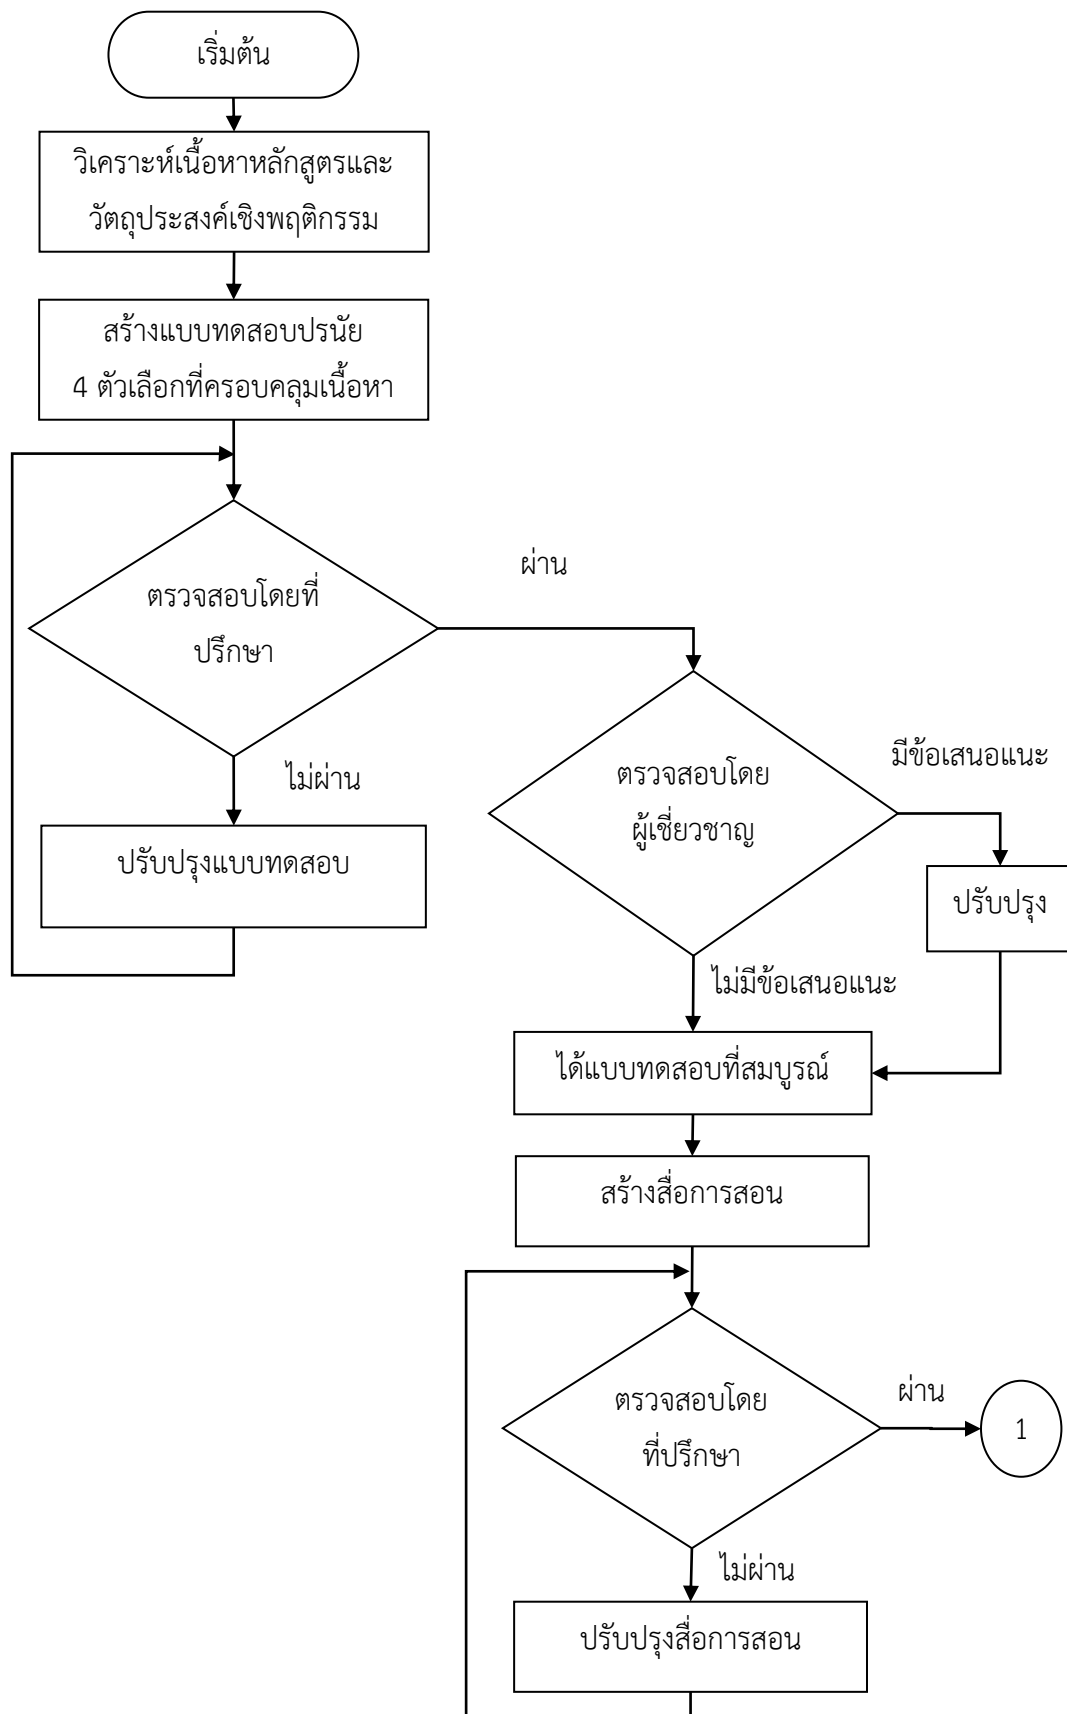 เริ่มต้น
วิเคราะห์เนื้อหาหลักสูตรและ
วัตถุประสงค์เชิงพฤติกรรม
สร้างแบบทดสอบปรนัย
4 ตัวเลือกที่ครอบคลุมเนื้อหา
ตรวจสอบโดยที่
ปรึกษา
ผ่าน
ไม่ผ่าน
ปรับปรุงแบบทดสอบ
ตรวจสอบโดย
ผู้เชี่ยวชาญ
มีข้อเสนอแนะ
ปรับปรุง
ไม่มีข้อเสนอแนะ
ได้แบบทดสอบที่สมบูรณ์
สร้างสื่อการสอน
ตรวจสอบโดย
ที่ปรึกษา
ผ่าน
1
ไม่ผ่าน
ปรับปรุงสื่อการสอน